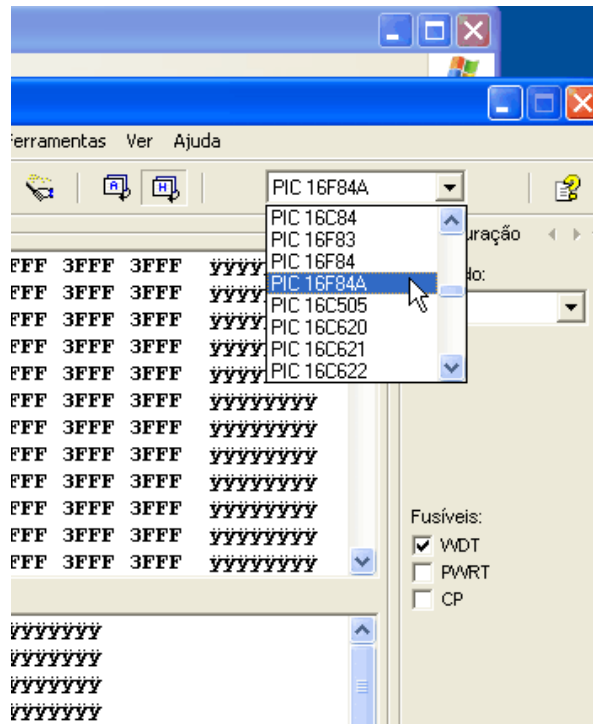 Ferramentas Ver Ajuda
A H PIC 16F84A
PIC 16C84
PIC 16F83
PIC 16F84
PIC 16F84A
PIC 16C505
PIC 16C620
PIC 16C621
PIC 16C622
uração
do:
FFF 3FFF 3FFF ÿÿÿÿ
FFF 3FFF 3FFF ÿÿÿÿ
FFF 3FFF 3FFF ÿÿÿÿ
FFF 3FFF 3FFF ÿÿÿÿ
FFF 3FFF 3FFF ÿÿÿÿ
FFF 3FFF 3FFF ÿÿÿÿÿÿÿÿ
FFF 3FFF 3FFF ÿÿÿÿÿÿÿÿ
FFF 3FFF 3FFF ÿÿÿÿÿÿÿÿ
FFF 3FFF 3FFF ÿÿÿÿÿÿÿÿ
FFF 3FFF 3FFF ÿÿÿÿÿÿÿÿ
FFF 3FFF 3FFF ÿÿÿÿÿÿÿÿ
FFF 3FFF 3FFF ÿÿÿÿÿÿÿÿ
Fusíveis:
WDT
PWRT
CP
ÿÿÿÿÿÿÿ
ÿÿÿÿÿÿÿ
ÿÿÿÿÿÿÿ
ÿÿÿÿÿÿÿ